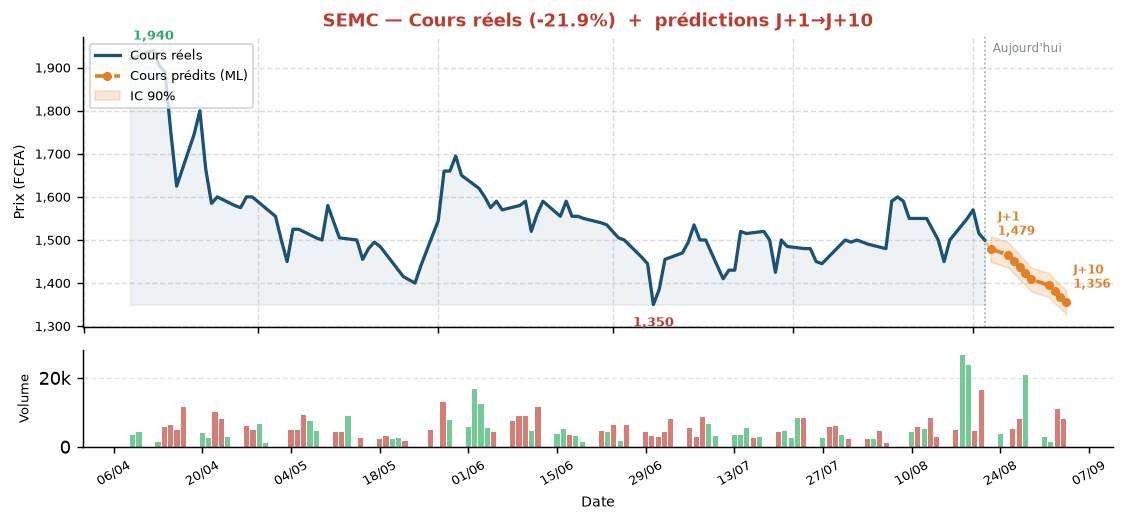 SEMC — Cours réels (-21.9%)  +  prédictions J+1→J+10
1,940
Cours réels
Cours prédits (ML)
IC 90%
Aujourd'hui
1,900
1,800
1,700
1,600
1,500
1,400
1,300
Prix (FCFA)
J+1
1,479
J+10
1,356
1,350
20k
0
Volume
06/04
20/04
04/05
18/05
01/06
15/06
29/06
13/07
27/07
10/08
24/08
07/09
Date